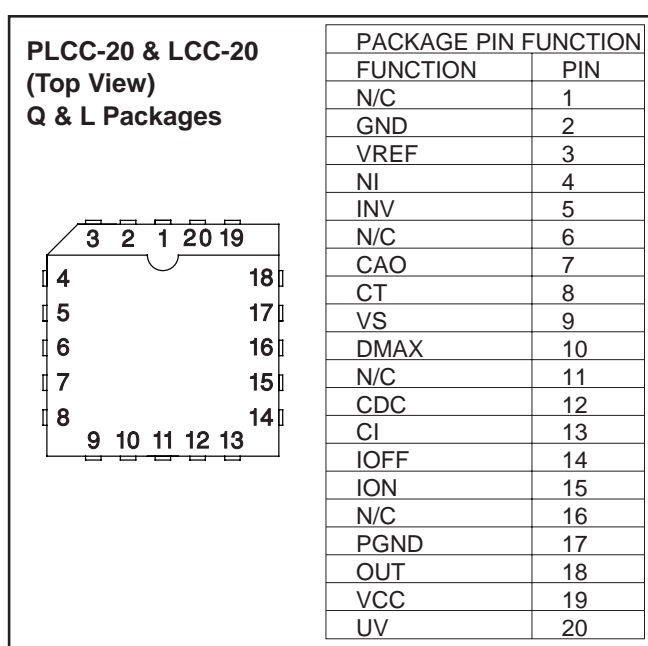 PLCC-20 & LCC-20
(Top View)
Q & L Packages
3 2 1 20 19
4 18
5 17
6 16
7 15
8 14
9 10 11 12 13
PACKAGE PIN FUNCTION
FUNCTION PIN
N/C 1
GND 2
VREF 3
NI 4
INV 5
N/C 6
CAO 7
CT 8
VS 9
DMAX 10
N/C 11
CDC 12
CI 13
IOFF 14
ION 15
N/C 16
PGND 17
OUT 18
VCC 19
UV 20